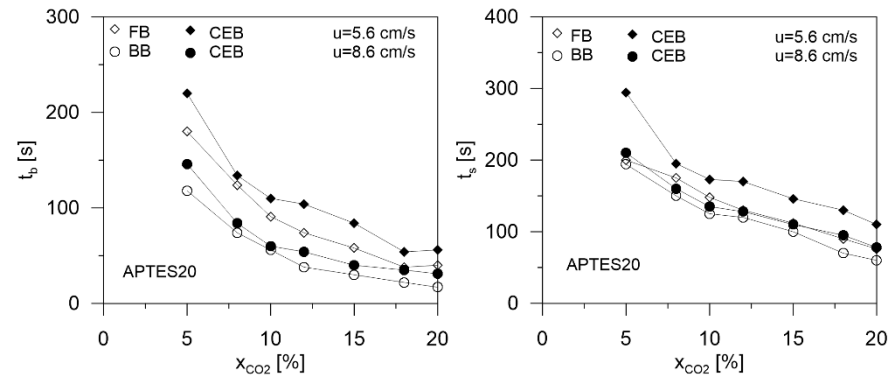 300
FB CEB u=5.6 cm/s
BB CEB u=8.6 cm/s
200
t_b [s]
100
APTES20
0
0 5 10 15 20
x_CO2 [%]
400
FB CEB u=5.6 cm/s
BB CEB u=8.6 cm/s
300
t_s [s]
200
100
APTES20
0
0 5 10 15 20
x_CO2 [%]